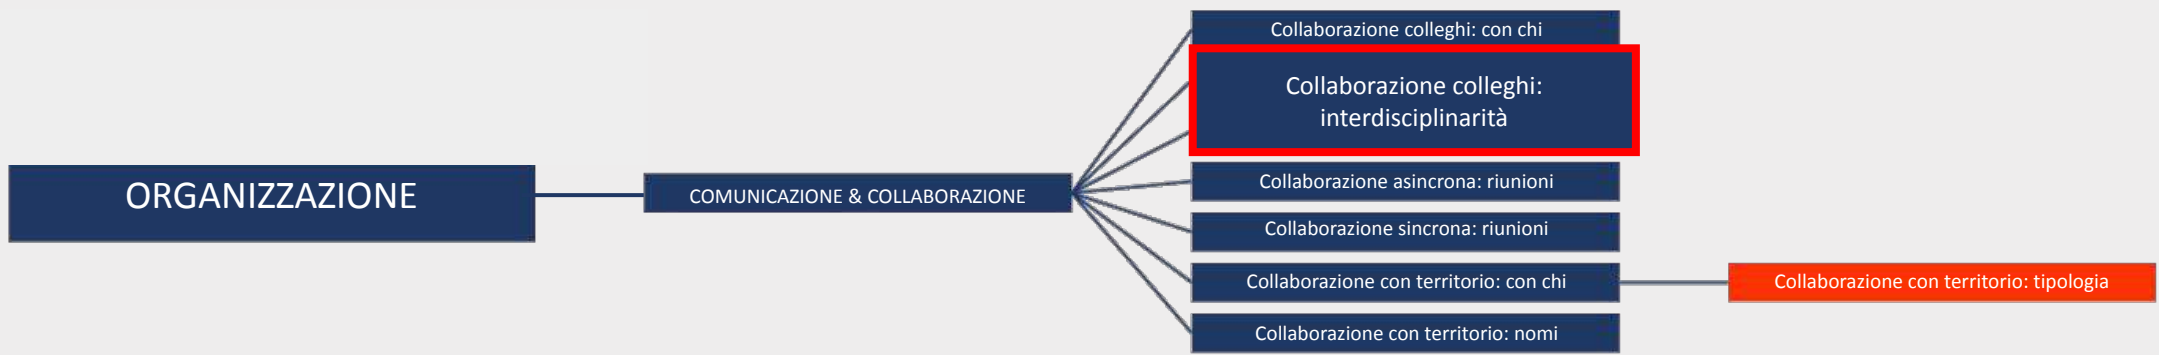 Collaborazione colleghi: con chi
Collaborazione colleghi:
interdisciplinarità
ORGANIZZAZIONE
COMUNICAZIONE & COLLABORAZIONE
Collaborazione asincrona: riunioni
Collaborazione sincrona: riunioni
Collaborazione con territorio: con chi
Collaborazione con territorio: tipologia
Collaborazione con territorio: nomi